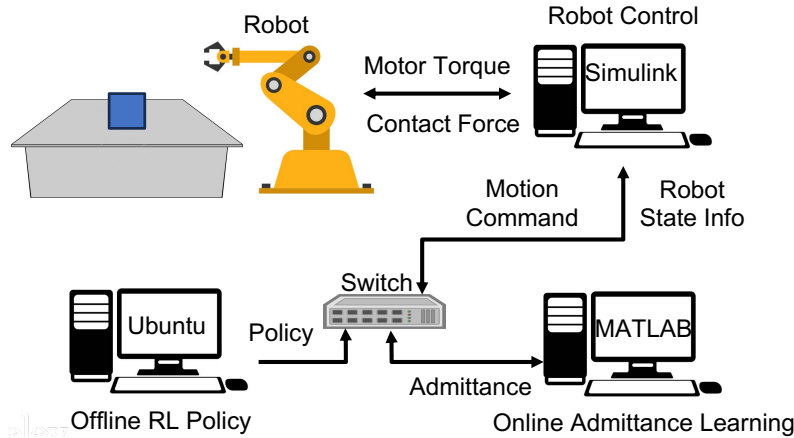 Robot Control
Robot
Simulink
Motor Torque
Contact Force
Motion
Command
Robot
State Info
Switch
Ubuntu
Policy
MATLAB
Admittance
Offline RL Policy
Online Admittance Learning